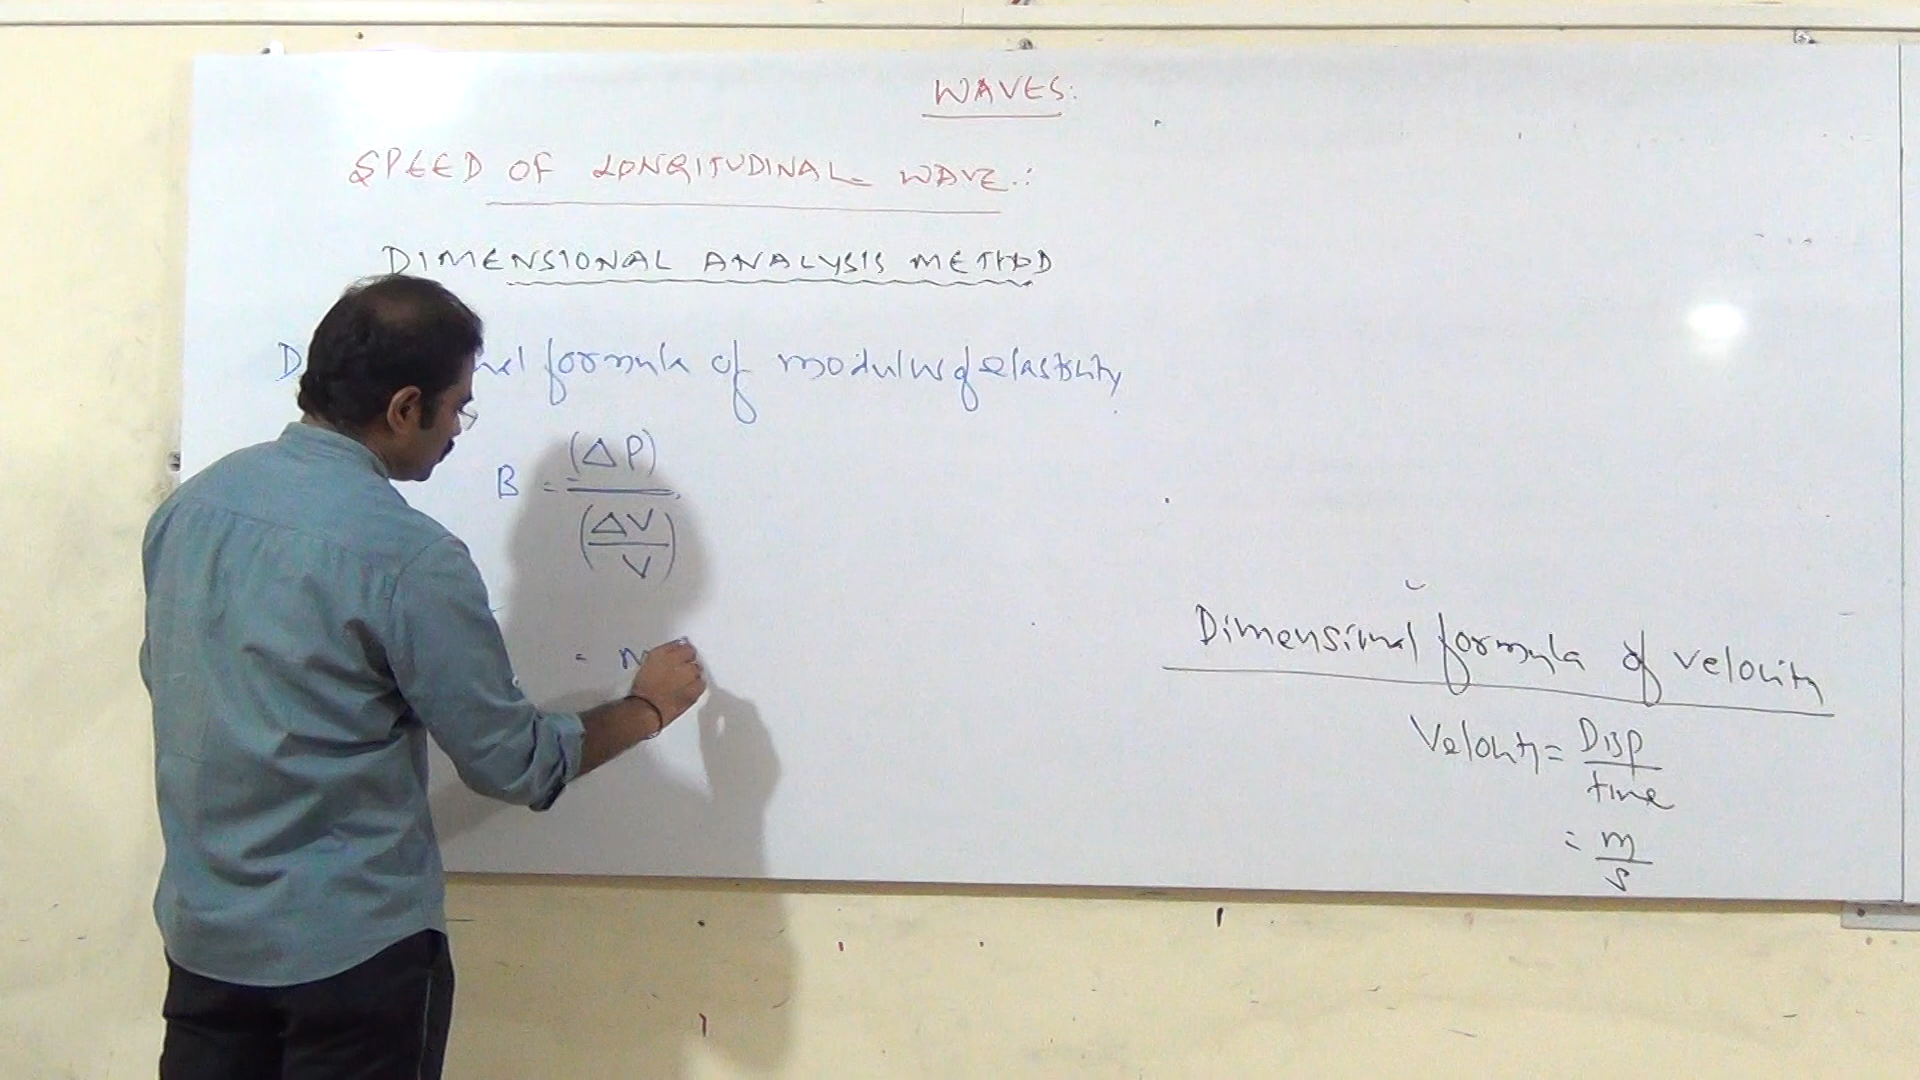 WAVES:
SPEED OF LONGITUDINAL WAVE.:
DIMENSIONAL ANALYSIS METHOD
formula of modulus of elasticity
B = (ΔP)
(ΔV
V)
= m
Dimensional formula of velocity
Velocity = Disp
time
= m
s